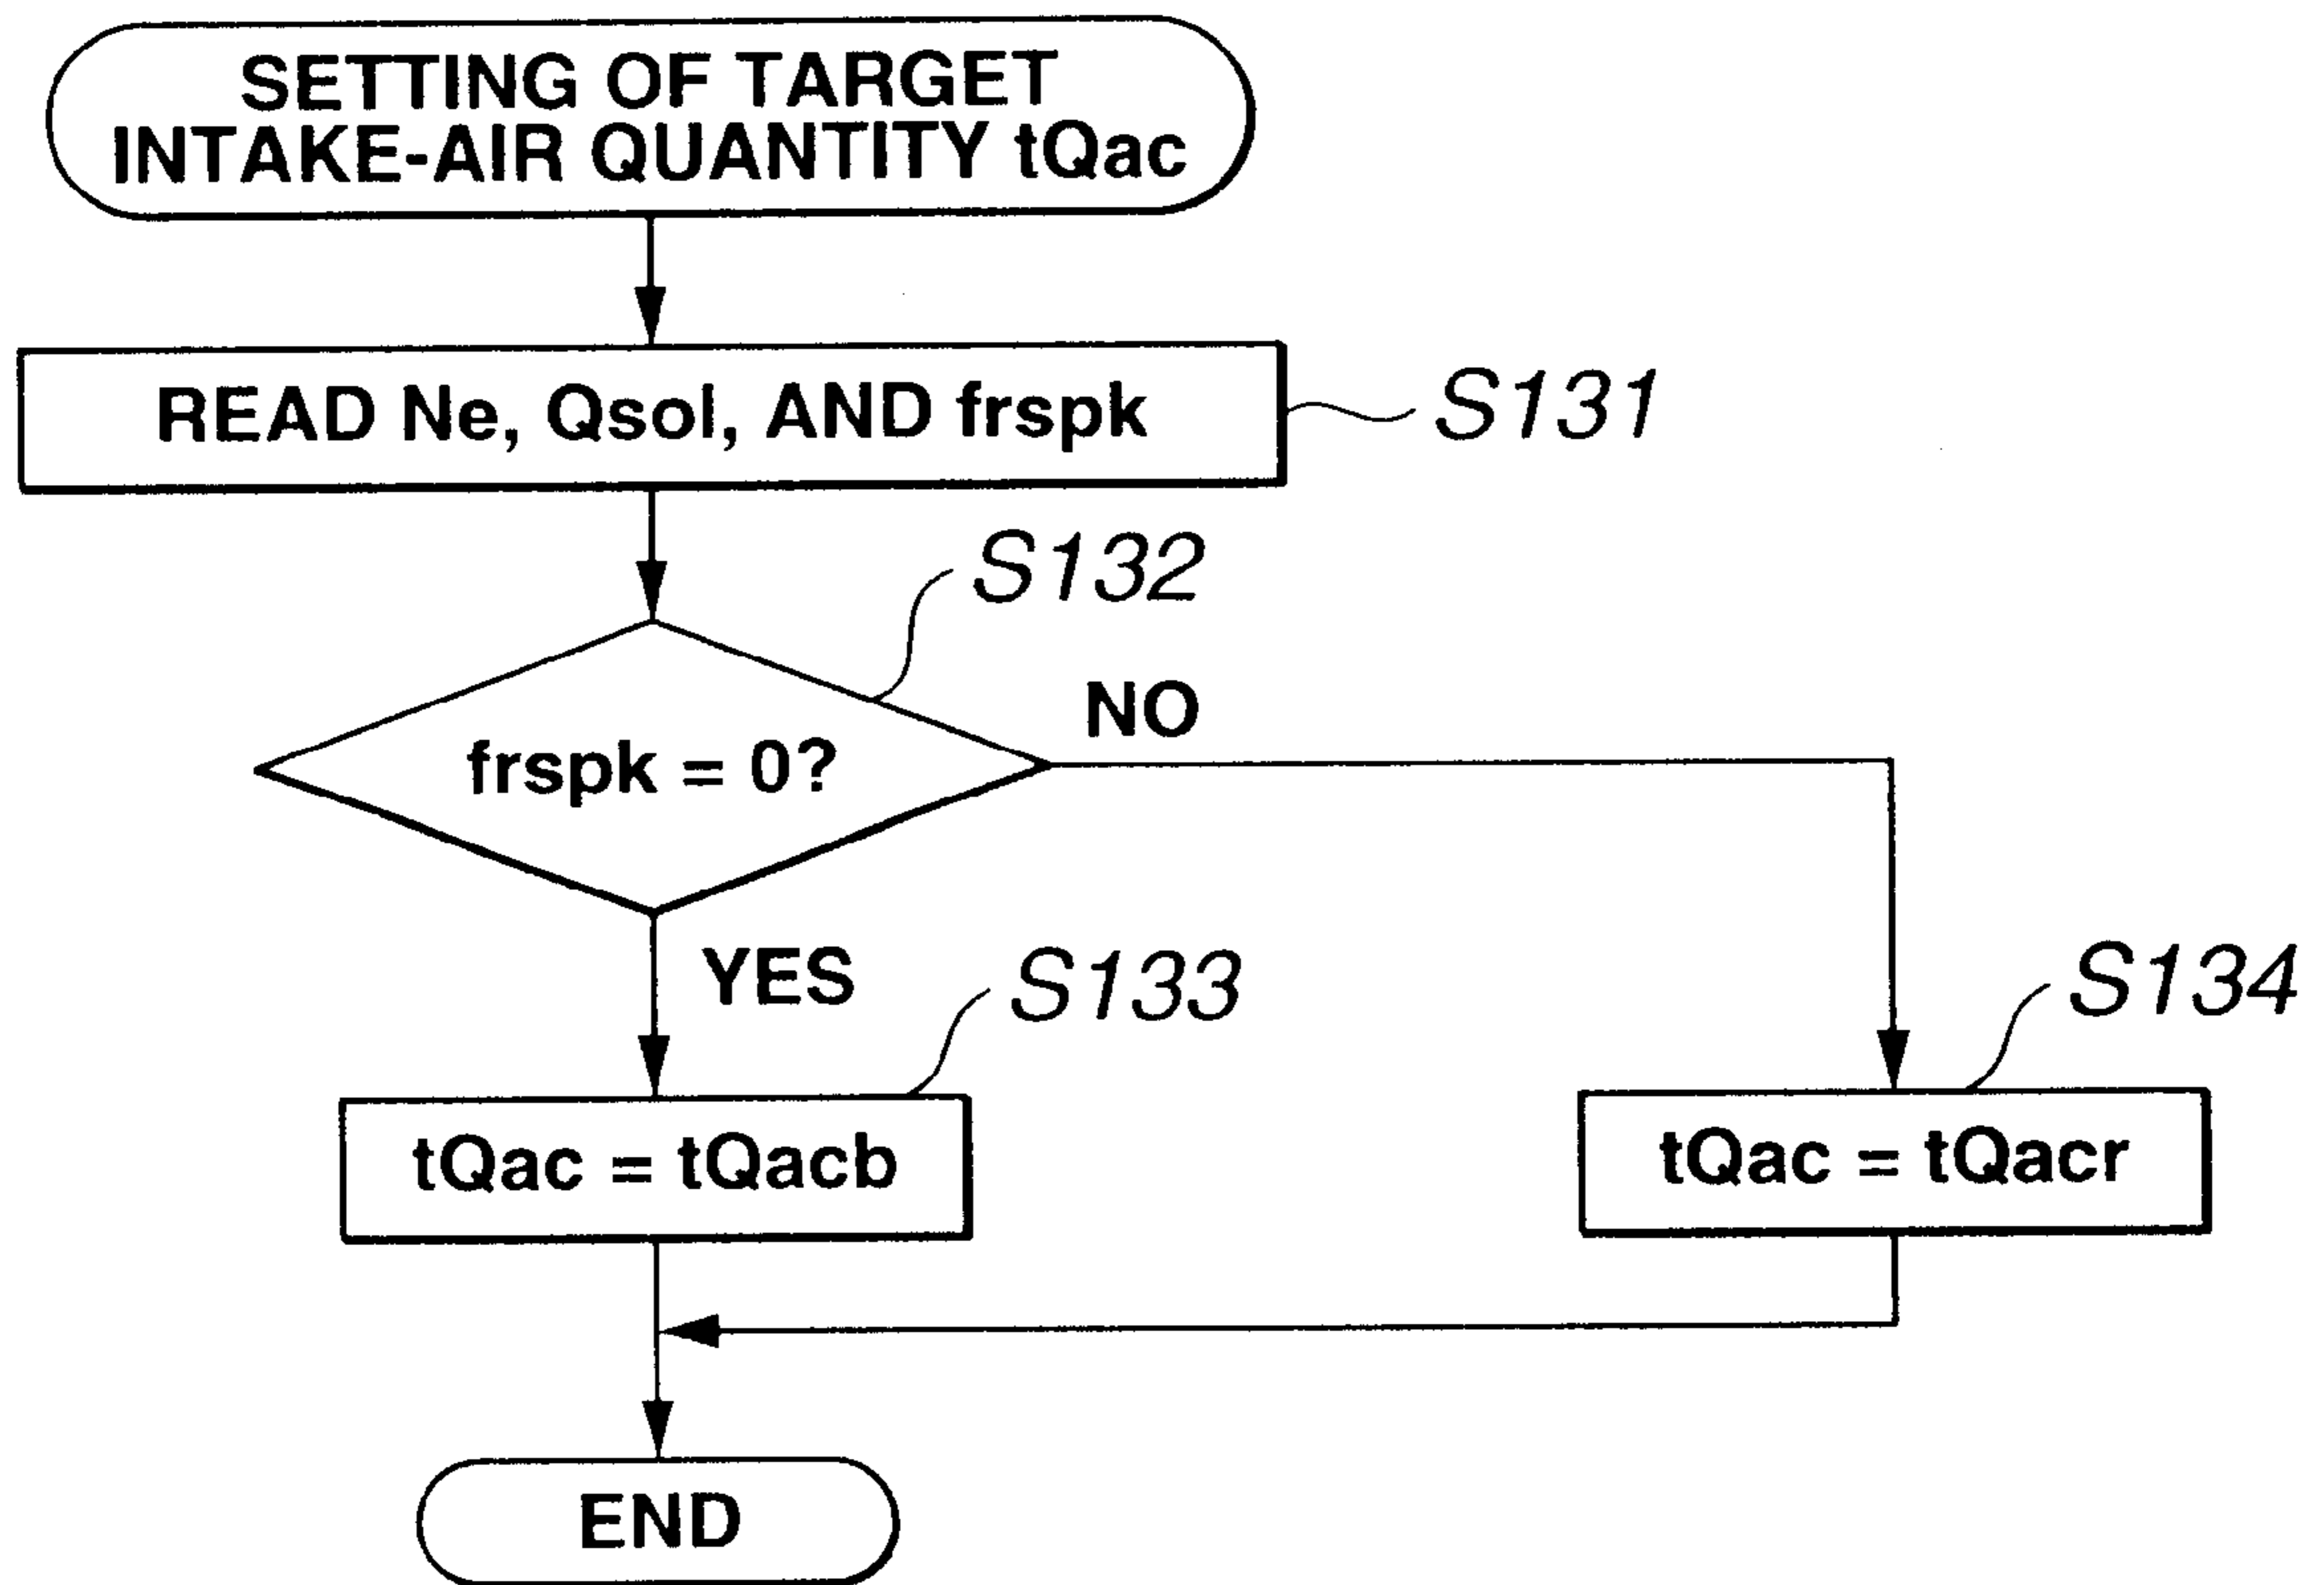 SETTING OF TARGET
INTAKE-AIR QUANTITY tQac
READ Ne, Qsol, AND frspk
S131
S132
NO
frspk = 0?
YES
S133
S134
tQac = tQacb
tQac = tQacr
END